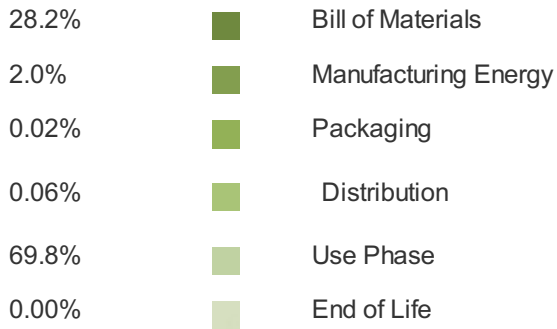 28.2% Bill of Materials
2.0% Manufacturing Energy
0.02% Packaging
0.06% Distribution
69.8% Use Phase
0.00% End of Life